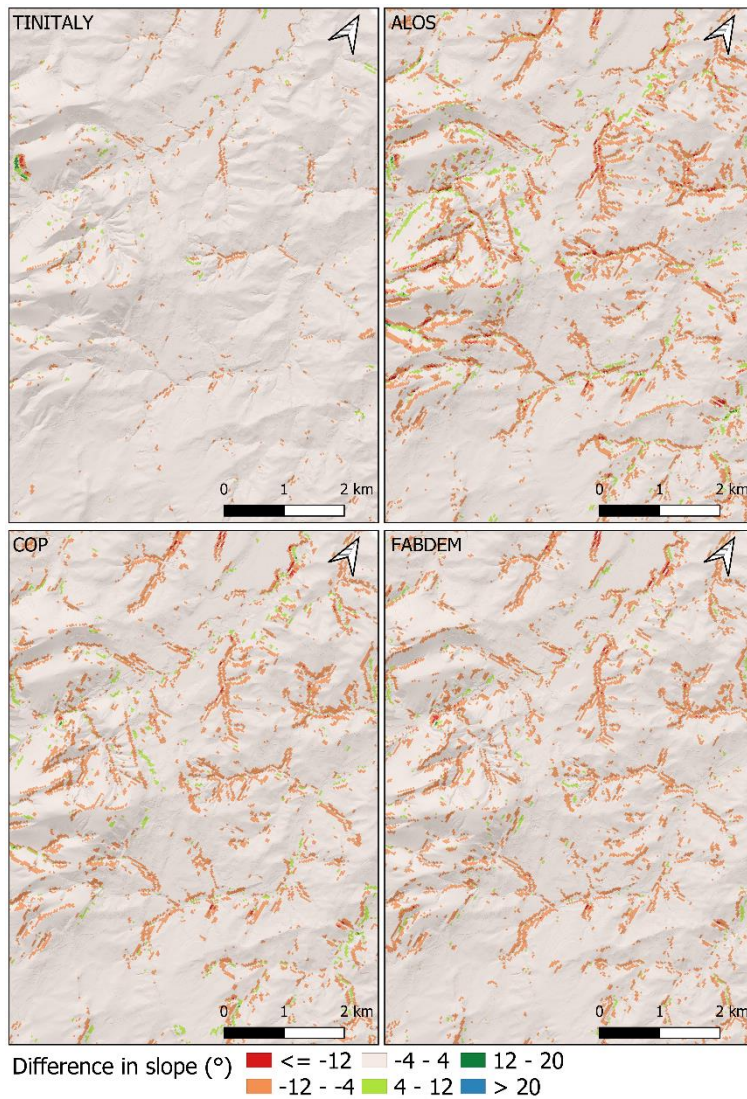 TINITALY
ALOS
0 1 2 km
0 1 2 km
COP
FABDEM
0 1 2 km
0 1 2 km
Difference in slope (°)
<= -12
-4 - 4
12 - 20
-12 - -4
4 - 12
> 20